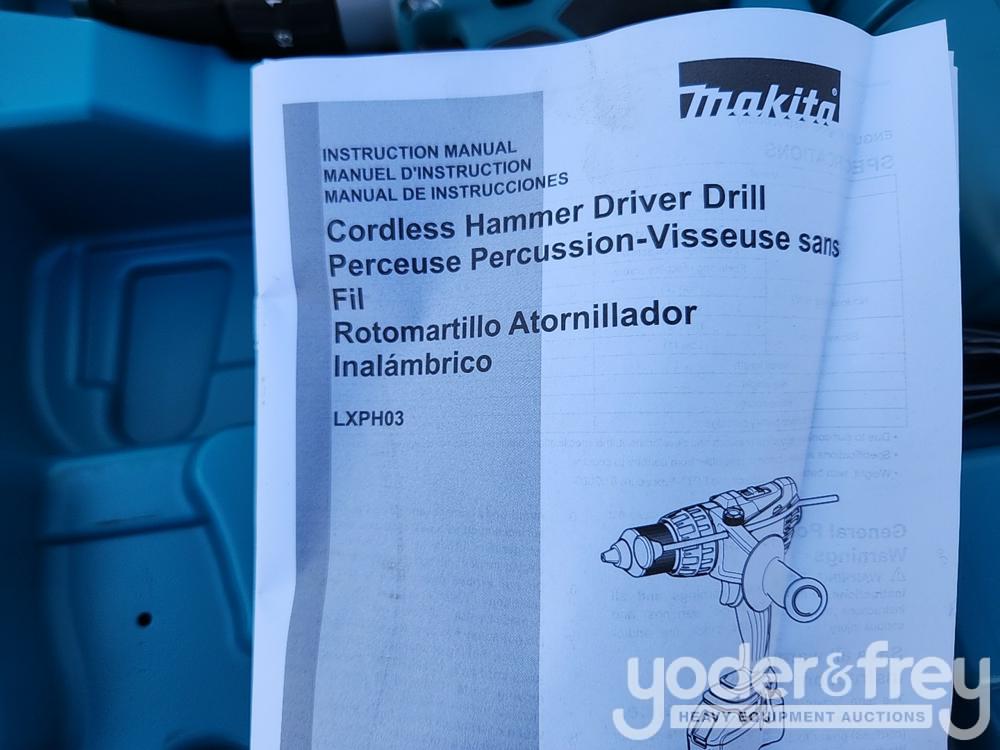 makita
INSTRUCTION MANUAL
MANUEL D'INSTRUCTION
MANUAL DE INSTRUCCIONES
Cordless Hammer Driver Drill
Perceuse Percussion-Visseuse sans
Fil
Rotomartillo Atornillador
Inalámbrico
LXPH03
yoder&frey
HEAVY EQUIPMENT AUCTIONS